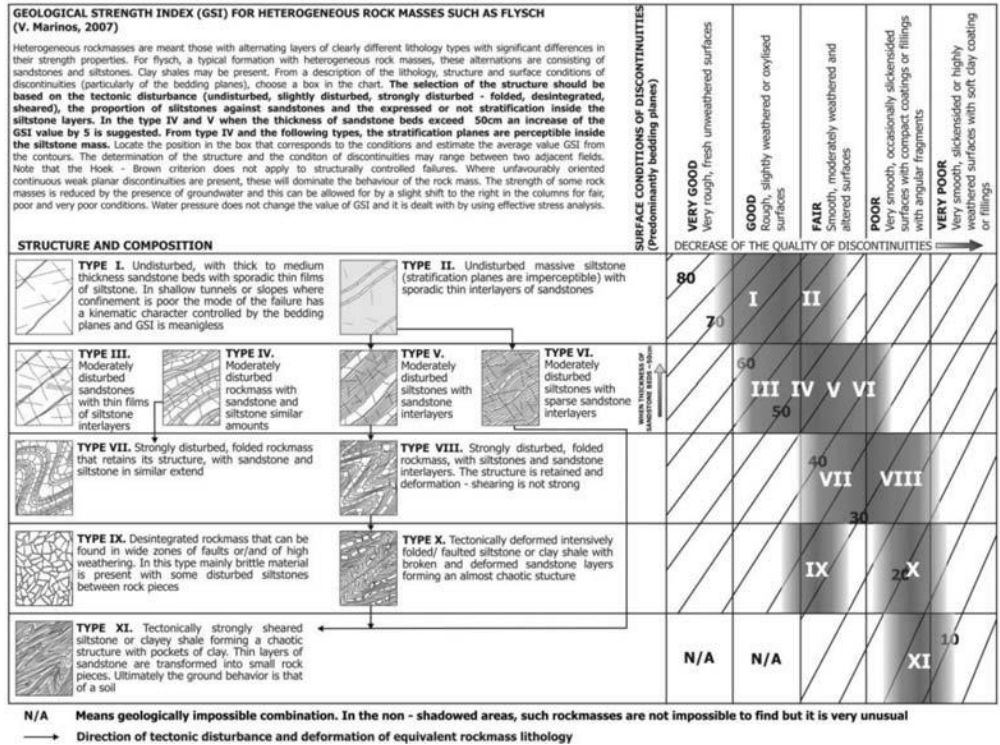 GEOLOGICAL STRENGTH INDEX (GSI) FOR HETEROGENEOUS ROCK MASSES SUCH AS FLYSCH
(V. Marinos, 2007)
Heterogeneous rockmasses are meant those with alternating layers of clearly different lithology types with significant differences in
their strength properties. For flysch, a typical formation with heterogeneous rock masses, these alternations are consisting of
sandstones and siltstones. Clay shales may be present. From a description of the lithology, structure and surface conditions of
discontinuities (particularly of the bedding planes), choose a box in the chart. The selection of the structure should be
based on the tectonic disturbance (undisturbed, slightly disturbed, strongly disturbed - folded, desintegrated,
sheared), the proportion of slitstones against sandstones and the expressed or not stratification inside the
siltstone layers. In the type IV and V when the thickness of sandstone beds exceed 50cm an increase of the
GSI value by 5 is suggested. From type IV and the following types, the stratification planes are perceptible inside
the siltstone mass. Locate the position in the box that corresponds to the conditions and estimate the average value GSI from
the contours. The determination of the structure and the conditon of discontinuities may range between two adjacent fields.
Note that the Hoek - Brown criterion does not apply to structurally controlled failures. Where unfavourably oriented
continuous weak planar discontinuities are present, these will dominate the behaviour of the rock mass. The strength of some rock
masses is reduced by the presence of groundwater and this can be allowed for by a slight shift to the right in the columns for fair,
poor and very poor conditions. Water pressure does not change the value of GSI and it is dealt with by using effective stress analysis.
SURFACE CONDITIONS OF DISCONTINUITIES
(Predominantly bedding planes)
VERY GOOD
Very rough, fresh unweathered surfaces
GOOD
Rough, slightly weathered or oxylised
surfaces
FAIR
Smooth, moderately weathered and
altered surfaces
POOR
Very smooth, occasionally slickensided
surfaces with compact coatings or fillings
with angular fragments
VERY POOR
Very smooth, slickensided or highly
weathered surfaces with soft clay coating
or fillings
STRUCTURE AND COMPOSITION
DECREASE OF THE QUALITY OF DISCONTINUITIES
TYPE I. Undisturbed, with thick to medium
thickness sandstone beds with sporadic thin films
of siltstone. In shallow tunnels or slopes where
confinement is poor the mode of the failure has
a kinematic character controlled by the bedding
planes and GSI is meanigless
TYPE II. Undisturbed massive siltstone
(stratification planes are imperceptible) with
sporadic thin interlayers of sandstones
80
70
I
II
TYPE III.
Moderately
disturbed
sandstones
with thin films
of siltstone
interlayers
TYPE IV.
Moderately
disturbed
rockmass with
sandstone and
siltstone similar
amounts
TYPE V.
Moderately
disturbed
siltstones with
sandstone
interlayers
TYPE VI.
Moderately
disturbed
siltstones with
sparse sandstone
interlayers
WHEN THICKNESS OF
SANDSTONE BEDS >50cm
60
III IV V VI
50
TYPE VII. Strongly disturbed, folded rockmass
that retains its structure, with sandstone and
siltstone in similar extend
TYPE VIII. Strongly disturbed, folded
rockmass, with siltstones and sandstone
interlayers. The structure is retained and
deformation - shearing is not strong
40
VII
VIII
30
TYPE IX. Desintegrated rockmass that can be
found in wide zones of faults or/and of high
weathering. In this type mainly brittle material
is present with some disturbed siltstones
between rock pieces
TYPE X. Tectonically deformed intensively
folded/ faulted siltstone or clay shale with
broken and deformed sandstone layers
forming an almost chaotic stucture
IX
20
X
TYPE XI. Tectonically strongly sheared
siltstone or clayey shale forming a chaotic
structure with pockets of clay. Thin layers of
sandstone are transformed into small rock
pieces. Ultimately the ground behavior is that
of a soil
N/A
N/A
10
XI
N/A Means geologically impossible combination. In the non - shadowed areas, such rockmasses are not impossible to find but it is very unusual
Direction of tectonic disturbance and deformation of equivalent rockmass lithology